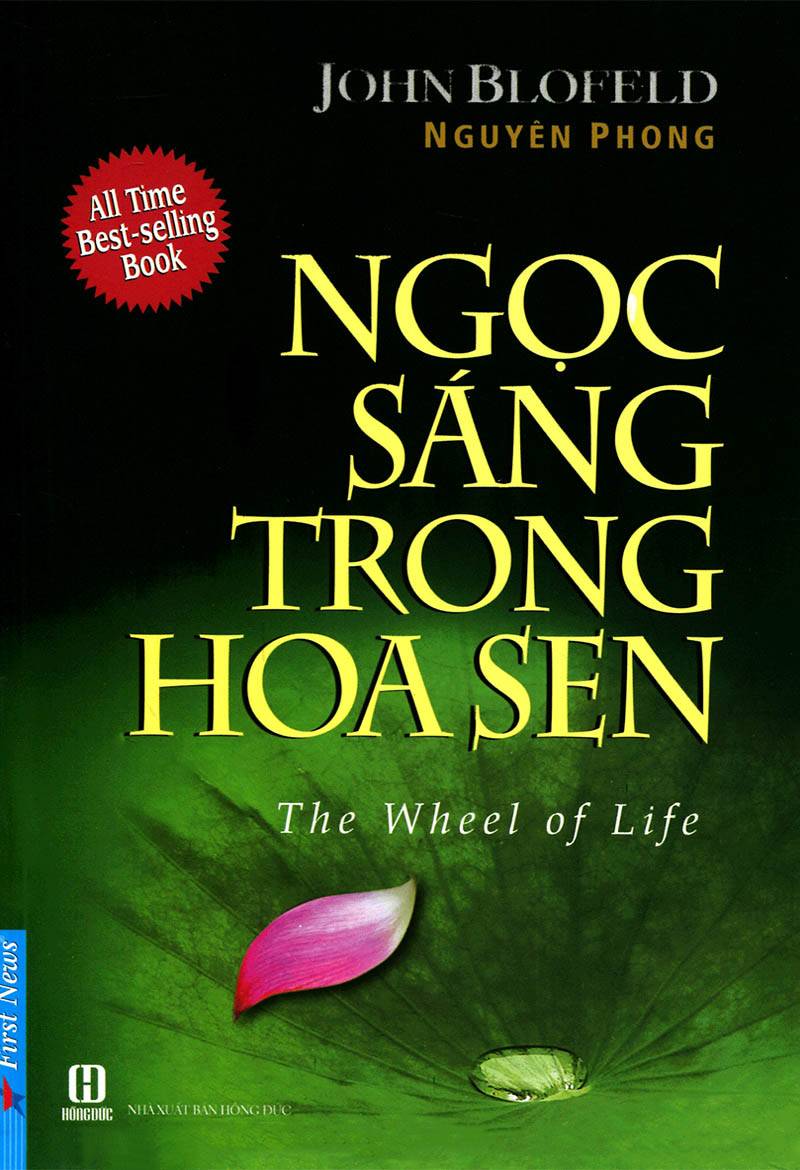 JOHN BLOFELD
NGUYÊN PHONG
All Time
Best-selling
Book
NGỌC
SÁNG
TRONG
HOA SEN
The Wheel of Life
First News
HỒNG ĐỨC
NHÀ XUẤT BẢN HỒNG ĐỨC